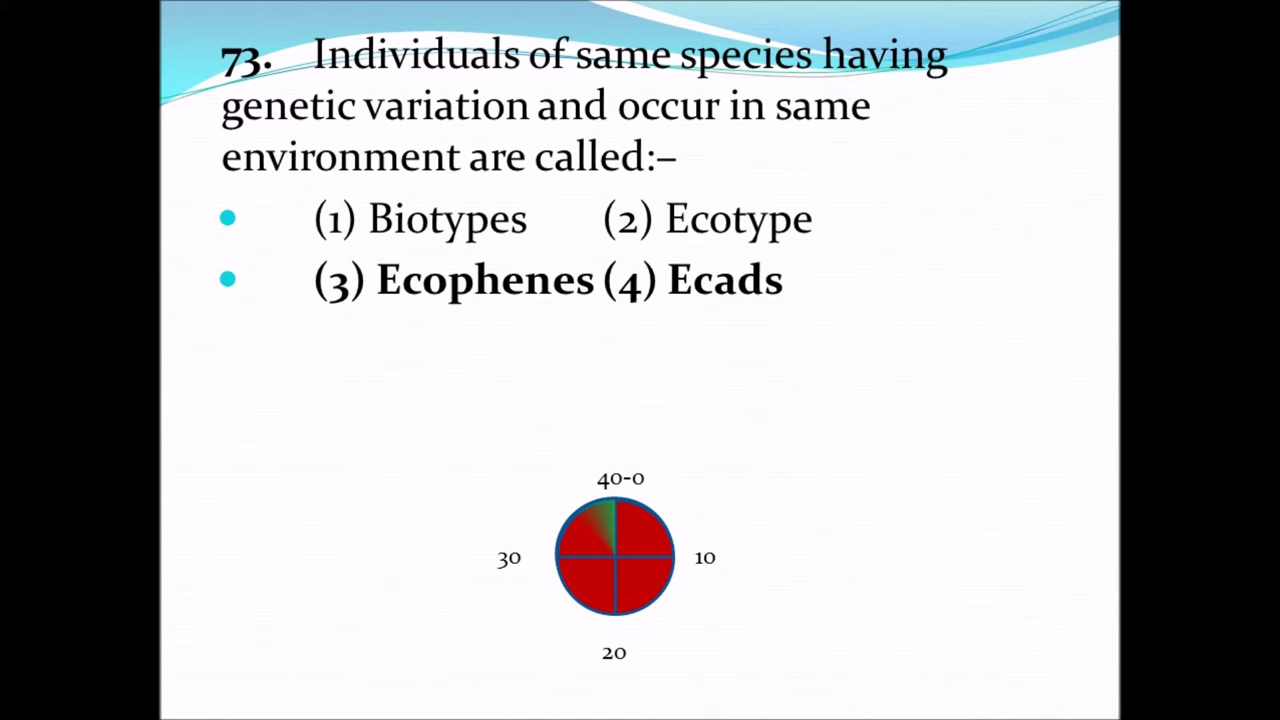 73. Individuals of same species having
genetic variation and occur in same
environment are called:–
(1) Biotypes (2) Ecotype
(3) Ecophenes (4) Ecads
40-0
30 10
20